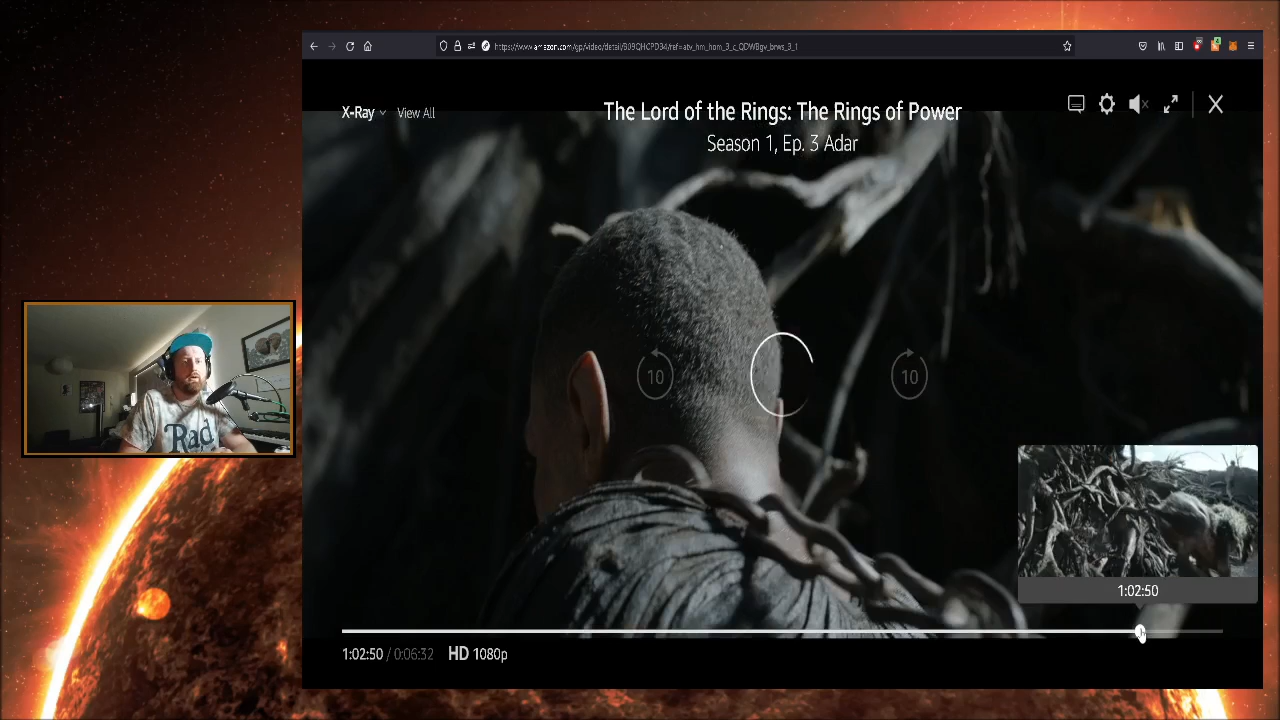 X-Ray View All
The Lord of the Rings: The Rings of Power
Season 1, Ep. 3 Adar
10
10
Rad
1:02:50
1:02:50 / 0:06:32 HD 1080p